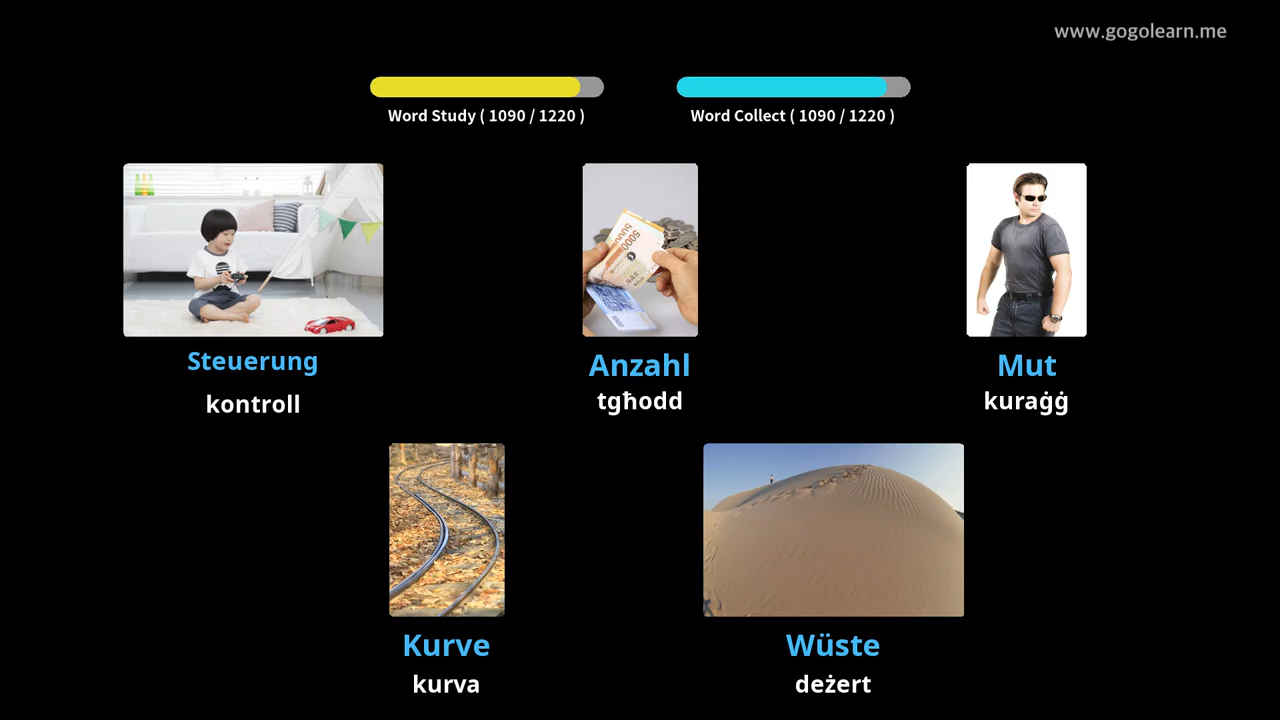 www.gogolearn.me
Word Study ( 1090 / 1220 )
Word Collect ( 1090 / 1220 )
Steuerung
kontroll
Anzahl
tgħodd
Mut
kuraġġ
Kurve
kurva
Wüste
deżert